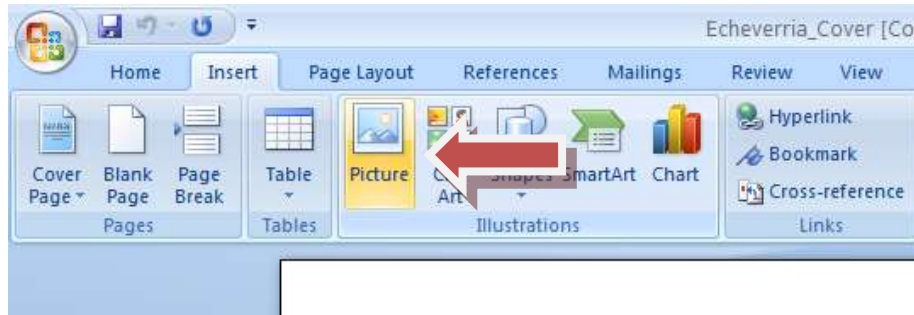 Echeverria_Cover [Co
Home Insert Page Layout References Mailings Review View
Cover Page
Blank Page
Page Break
Table
Picture
Art
Shapes
SmartArt
Chart
Hyperlink
Bookmark
Cross-reference
Pages Tables Illustrations Links